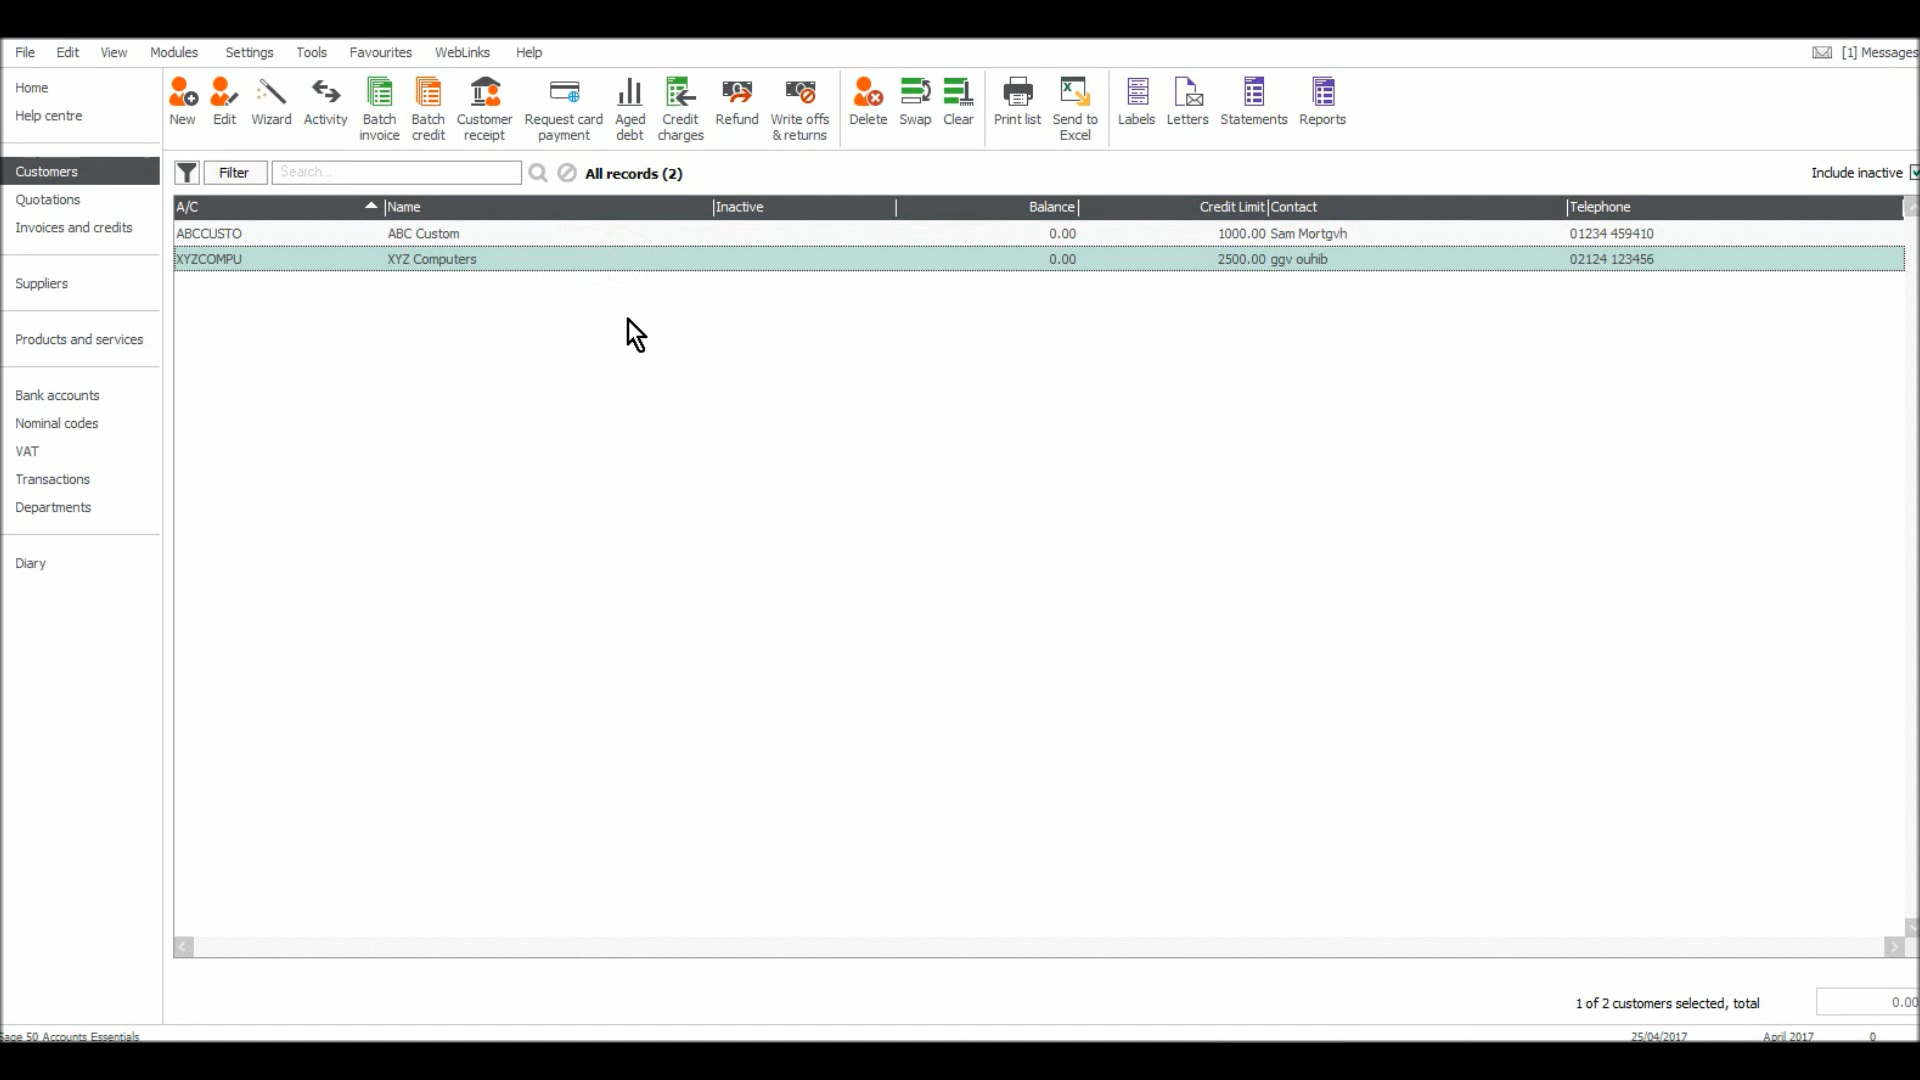 File Edit View Modules Settings Tools Favourites WebLinks Help [1] Messages
Home
Help centre
Customers
Quotations
Invoices and credits
Suppliers
Products and services
Bank accounts
Nominal codes
VAT
Transactions
Departments
Diary
New Edit Wizard Activity Batch invoice Batch credit Customer receipt Request card payment Aged debt Credit charges Refund Write offs & returns Delete Swap Clear Print list Send to Excel Labels Letters Statements Reports
Filter Search... All records (2) Include inactive
A/C Name Inactive Balance Credit Limit Contact Telephone
ABCCUSTO ABC Custom 0.00 1000.00 Sam Mortgvh 01234 459410
XYZCOMPU XYZ Computers 0.00 2500.00 ggv ouhib 02124 123456
1 of 2 customers selected, total 0.00
Sage 50 Accounts Essentials 25/04/2017 April 2017 0